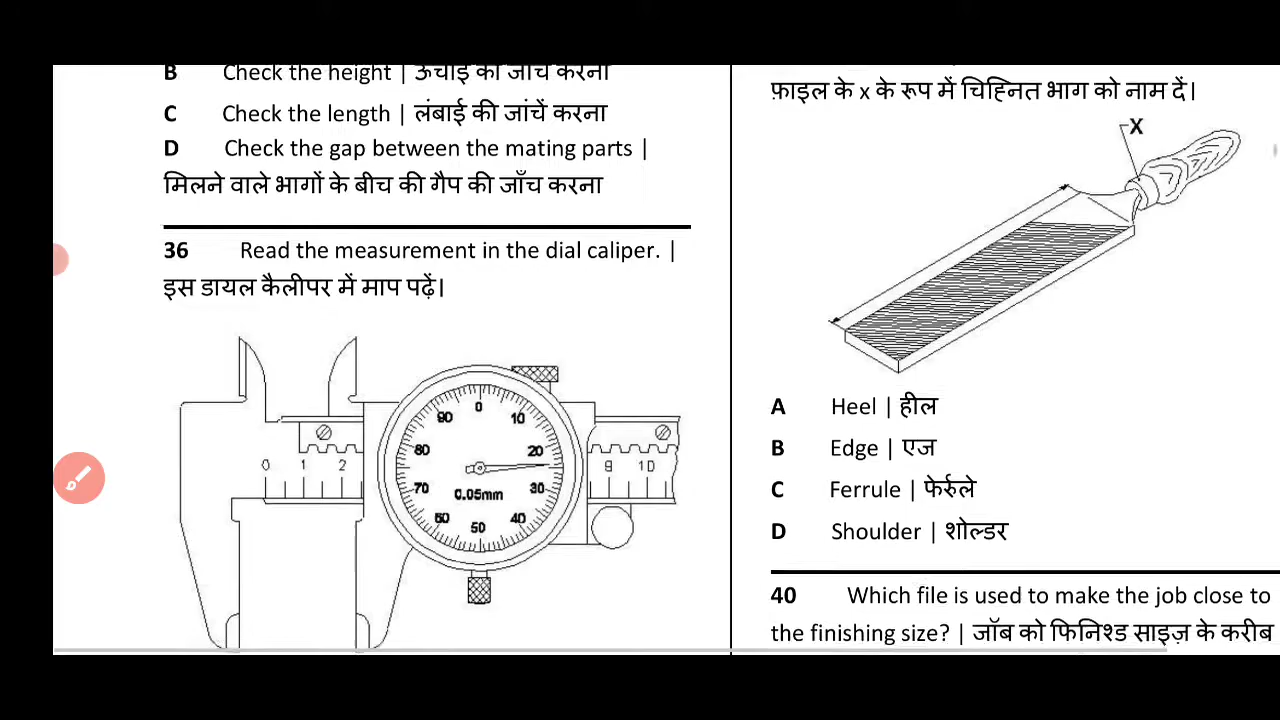 B Check the height | ऊंचाई की जांच करना
C Check the length | लंबाई की जांचें करना
D Check the gap between the mating parts |
मिलने वाले भागों के बीच की गैप की जाँच करना
36 Read the measurement in the dial caliper. |
इस डायल कैलीपर में माप पढ़ें।
0 10 20 30 40 50 60 70 80 90
0.05mm
0 1 2 9 10
फ़ाइल के x के रूप में चिह्नित भाग को नाम दें।
X
A Heel | हील
B Edge | एज
C Ferrule | फेर्रुले
D Shoulder | शोल्डर
40 Which file is used to make the job close to
the finishing size? | जॉब को फिनिश्ड साइज़ के करीब